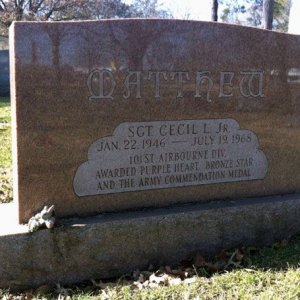 MATTHEW
SGT CECIL L. JR
JAN. 22, 1946 — JULY 19, 1968
101ST AIRBOURNE DIV.
AWARDED PURPLE HEART, BRONZE STAR
AND THE ARMY COMMENDATION MEDAL